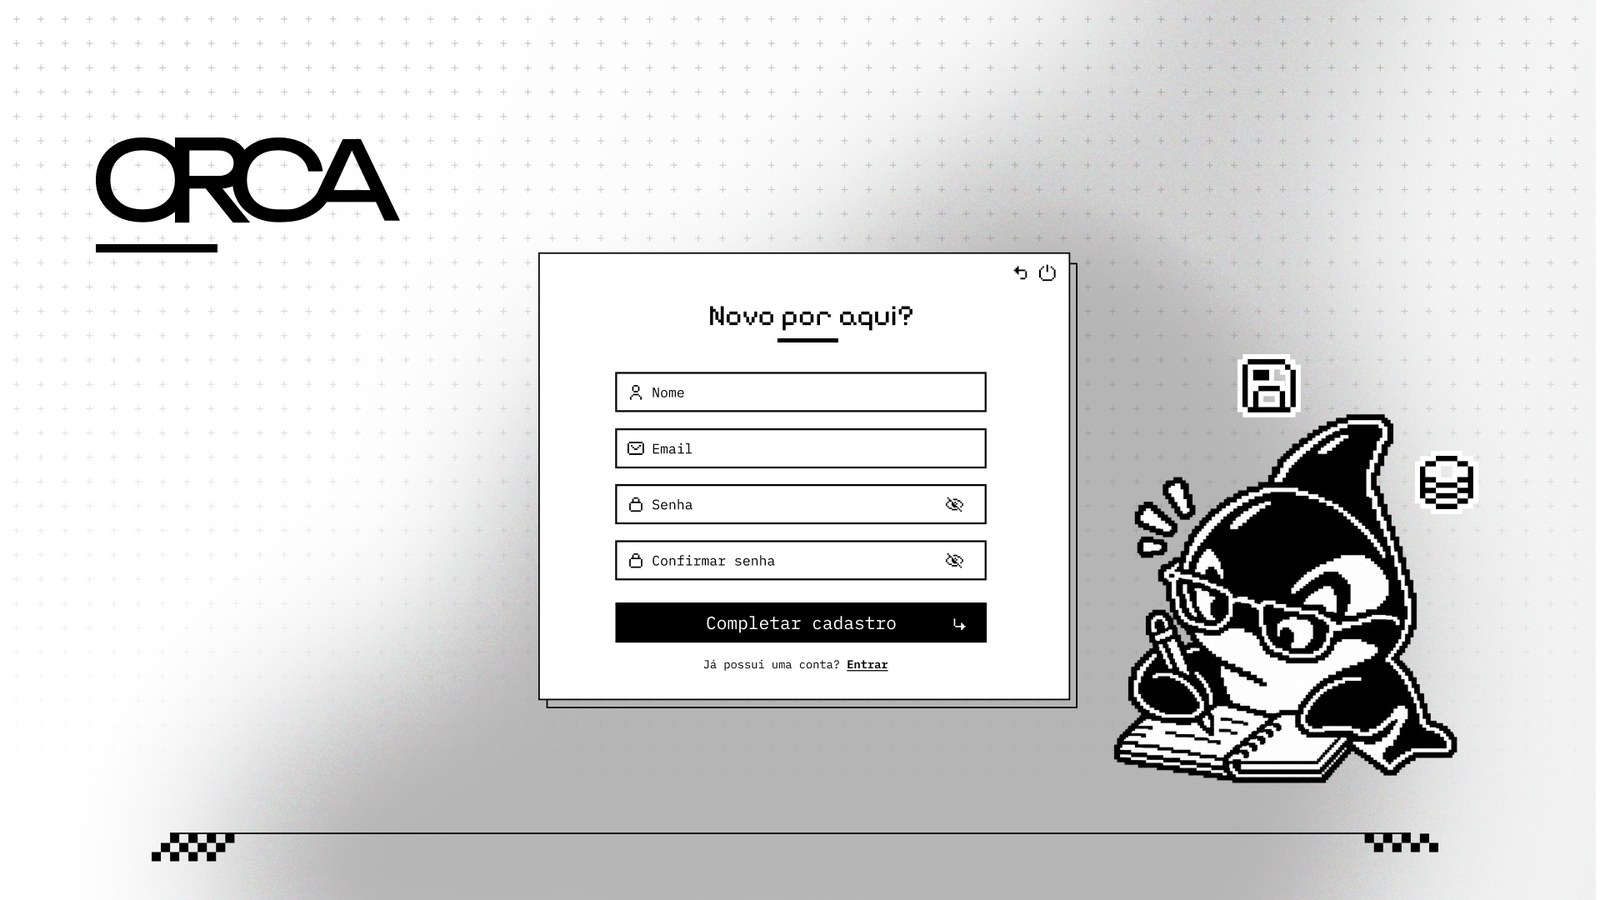 ORCA
Novo por aqui?
Nome
Email
Senha
Confirmar senha
Completar cadastro
Já possui uma conta? Entrar